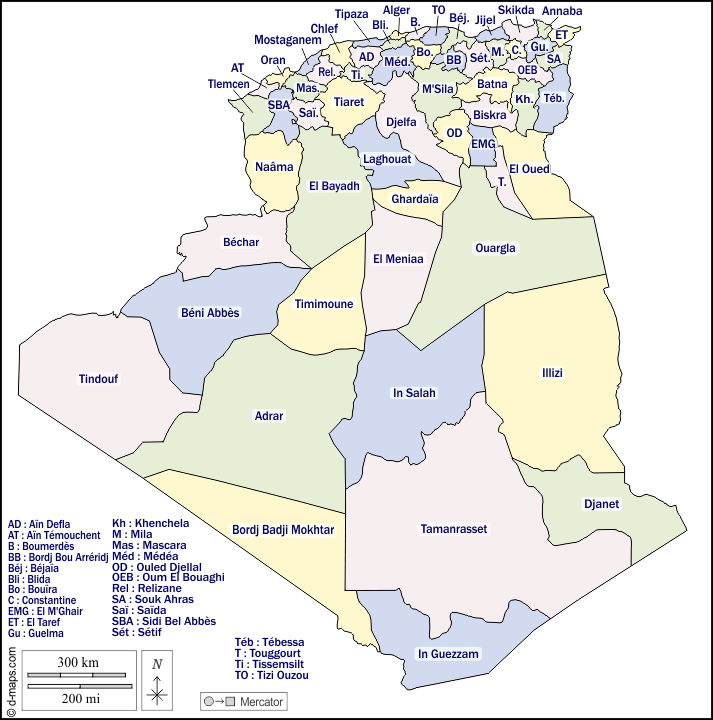 Alger
TO
Skikda
Annaba
Tipaza
Bli.
B.
Béj.
Jijel
ET
Chlef
Mostaganem
AD
Méd.
Bo.
BB
Sét.
M.
C.
Gu.
SA
Oran
Rel.
Ti.
OEB
AT
Tlemcen
Mas.
M'Sila
Batna
Kh.
Téb.
SBA
Saï.
Tiaret
Djelfa
Biskra
OD
EMG
Laghouat
Naâma
El Bayadh
Ghardaïa
T.
El Oued
Béchar
El Meniaa
Ouargla
Béni Abbès
Timimoune
Tindouf
In Salah
Illizi
Adrar
Djanet
Bordj Badji Mokhtar
Tamanrasset
In Guezzam
AD : Aïn Defla
AT : Aïn Témouchent
B : Boumerdès
BB : Bordj Bou Arréridj
Béj : Béjaïa
Bli : Blida
Bo : Bouïra
C : Constantine
EMG : El M'Ghair
ET : El Taref
Gu : Guelma
Kh : Khenchela
M : Mila
Mas : Mascara
Méd : Médéa
OD : Ouled Djellal
OEB : Oum El Bouaghi
Rel : Relizane
SA : Souk Ahras
Saï : Saïda
SBA : Sidi Bel Abbès
Sét : Sétif
Téb : Tébessa
T : Touggourt
Ti : Tissemsilt
TO : Tizi Ouzou
300 km
200 mi
N
Mercator
© d-maps.com